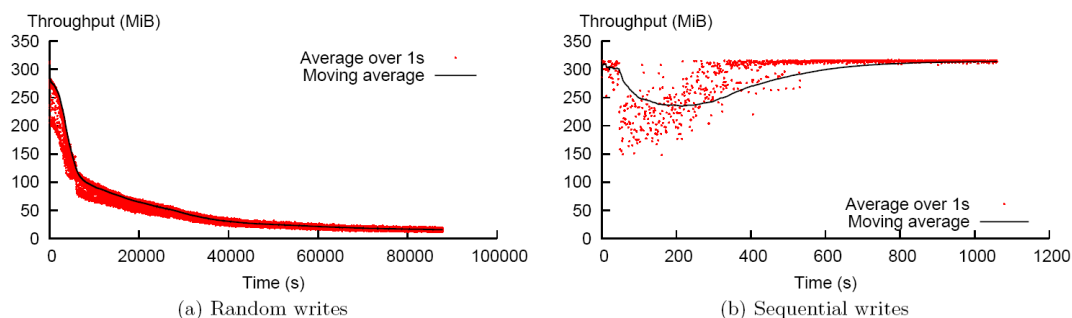 Throughput (MiB)
350
300
250
200
150
100
50
0
Average over 1s
Moving average
0 20000 40000 60000 80000 100000
Time (s)
(a) Random writes
Throughput (MiB)
350
300
250
200
150
100
50
0
Average over 1s
Moving average
0 200 400 600 800 1000 1200
Time (s)
(b) Sequential writes